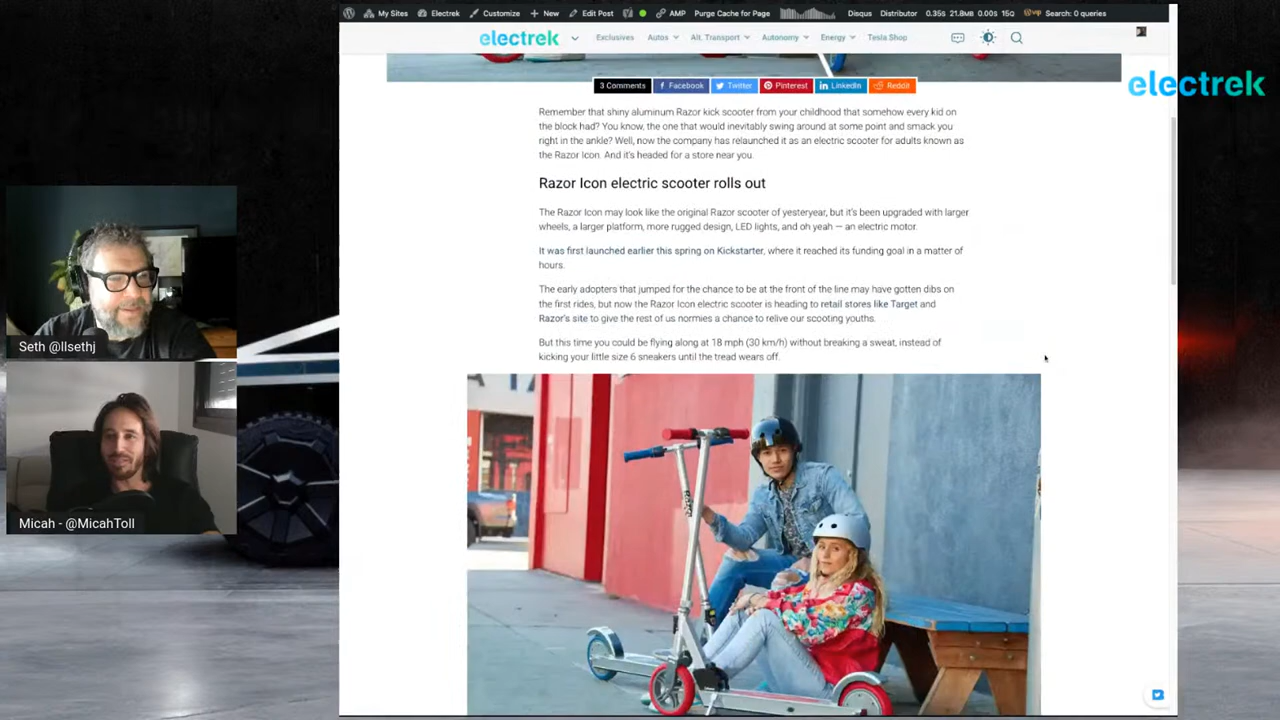 My Sites
Electrek
Customize
New
Edit Post
AMP
Purge Cache for Page
Disqus
Distributor
0.35s 21.8MB 0.00s 15Q
Search: 0 queries
electrek
Exclusives
Autos
Alt. Transport
Autonomy
Energy
Tesla Shop
electrek
3 Comments
Facebook
Twitter
Pinterest
LinkedIn
Reddit
Remember that shiny aluminum Razor kick scooter from your childhood that somehow every kid on
the block had? You know, the one that would inevitably swing around at some point and smack you
right in the ankle? Well, now the company has relaunched it as an electric scooter for adults known as
the Razor Icon. And it's headed for a store near you.
Razor Icon electric scooter rolls out
The Razor Icon may look like the original Razor scooter of yesteryear, but it's been upgraded with larger
wheels, a larger platform, more rugged design, LED lights, and oh yeah — an electric motor.
It was first launched earlier this spring on Kickstarter, where it reached its funding goal in a matter of
hours.
The early adopters that jumped for the chance to be at the front of the line may have gotten dibs on
the first rides, but now the Razor Icon electric scooter is heading to retail stores like Target and
Razor's site to give the rest of us normies a chance to relive our scooting youths.
But this time you could be flying along at 18 mph (30 km/h) without breaking a sweat, instead of
kicking your little size 6 sneakers until the tread wears off.
Seth @llsethj
Micah - @MicahToll